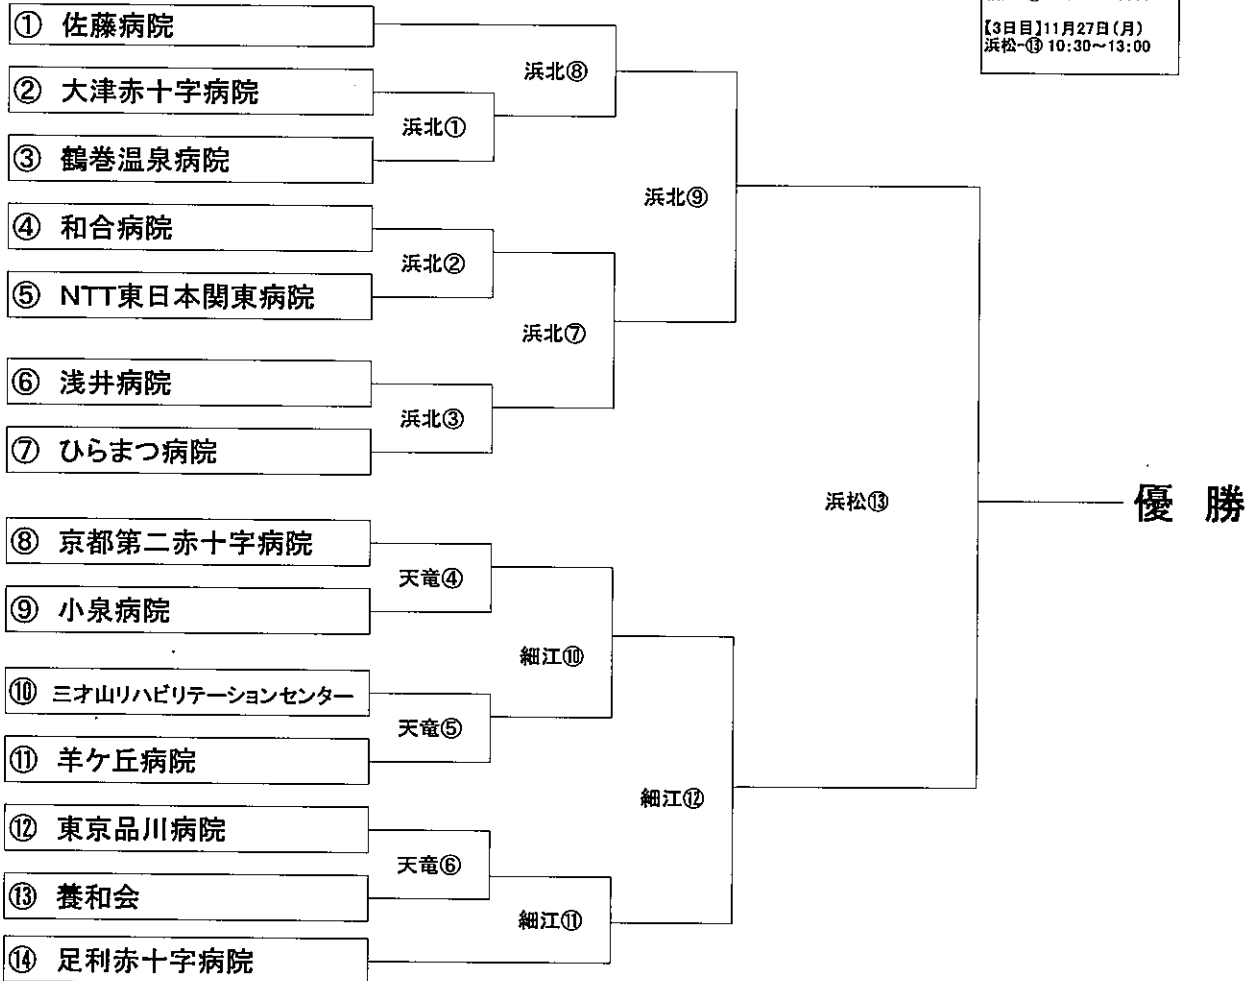 【3日目】11月27日(月)
浜松-⑬ 10:30～13:00
① 佐藤病院
浜北⑧
② 大津赤十字病院
浜北①
③ 鶴巻温泉病院
浜北⑨
④ 和合病院
浜北②
⑤ NTT東日本関東病院
浜北⑦
⑥ 浅井病院
浜北③
⑦ ひらまつ病院
浜松⑬
優 勝
⑧ 京都第二赤十字病院
天竜④
⑨ 小泉病院
細江⑩
⑩ 三才山リハビリテーションセンター
天竜⑤
⑪ 羊ケ丘病院
細江⑫
⑫ 東京品川病院
天竜⑥
⑬ 養和会
細江⑪
⑭ 足利赤十字病院